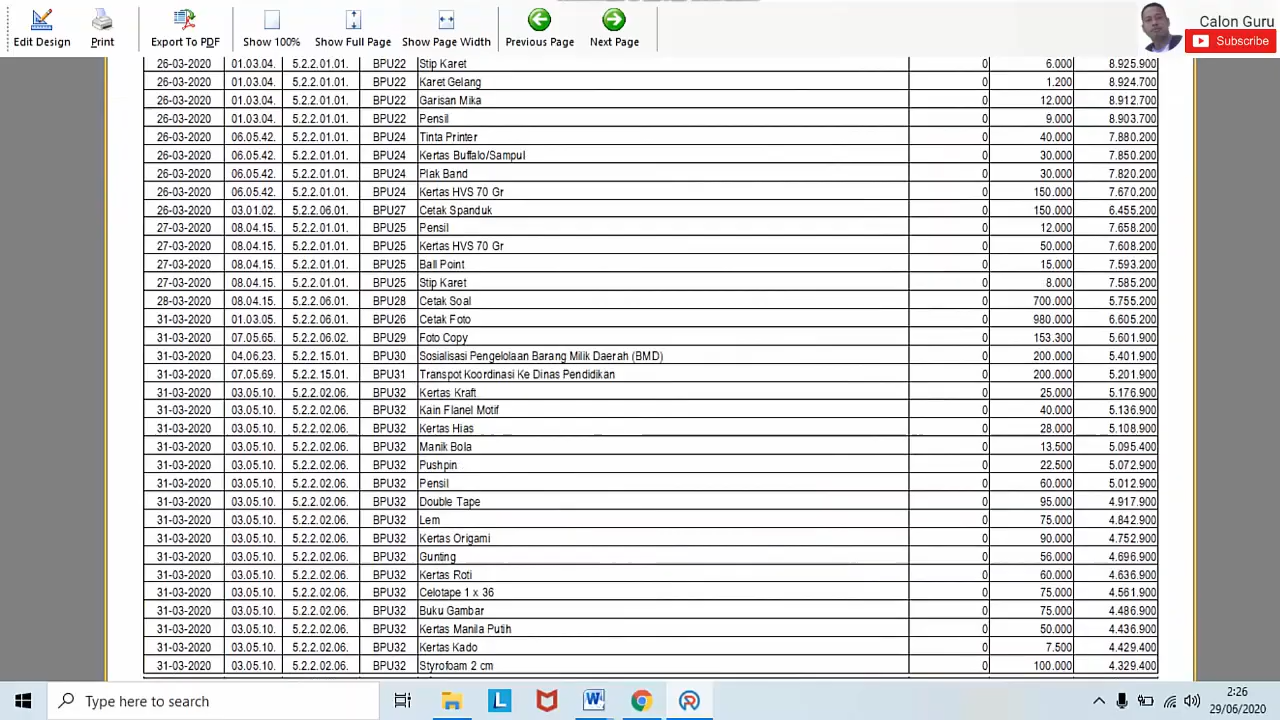 Edit Design Print Export To PDF Show 100% Show Full Page Show Page Width Previous Page Next Page
Calon Guru
Subscribe
26-03-2020 01.03.04. 5.2.2.01.01. BPU22 Stip Karet 0 6.000 8.925.900
26-03-2020 01.03.04. 5.2.2.01.01. BPU22 Karet Gelang 0 1.200 8.924.700
26-03-2020 01.03.04. 5.2.2.01.01. BPU22 Garisan Mika 0 12.000 8.912.700
26-03-2020 01.03.04. 5.2.2.01.01. BPU22 Pensil 0 9.000 8.903.700
26-03-2020 06.05.42. 5.2.2.01.01. BPU24 Tinta Printer 0 40.000 7.880.200
26-03-2020 06.05.42. 5.2.2.01.01. BPU24 Kertas Buffalo/Sampul 0 30.000 7.850.200
26-03-2020 06.05.42. 5.2.2.01.01. BPU24 Plak Band 0 30.000 7.820.200
26-03-2020 06.05.42. 5.2.2.01.01. BPU24 Kertas HVS 70 Gr 0 150.000 7.670.200
26-03-2020 03.01.02. 5.2.2.06.01. BPU27 Cetak Spanduk 0 150.000 6.455.200
27-03-2020 08.04.15. 5.2.2.01.01. BPU25 Pensil 0 12.000 7.658.200
27-03-2020 08.04.15. 5.2.2.01.01. BPU25 Kertas HVS 70 Gr 0 50.000 7.608.200
27-03-2020 08.04.15. 5.2.2.01.01. BPU25 Ball Point 0 15.000 7.593.200
27-03-2020 08.04.15. 5.2.2.01.01. BPU25 Stip Karet 0 8.000 7.585.200
28-03-2020 08.04.15. 5.2.2.06.01. BPU28 Cetak Soal 0 700.000 5.755.200
31-03-2020 01.03.05. 5.2.2.06.01. BPU26 Cetak Foto 0 980.000 6.605.200
31-03-2020 07.05.65. 5.2.2.06.02. BPU29 Foto Copy 0 153.300 5.601.900
31-03-2020 04.06.23. 5.2.2.15.01. BPU30 Sosialisasi Pengelolaan Barang Milik Daerah (BMD) 0 200.000 5.401.900
31-03-2020 07.05.69. 5.2.2.15.01. BPU31 Transpot Koordinasi Ke Dinas Pendidikan 0 200.000 5.201.900
31-03-2020 03.05.10. 5.2.2.02.06. BPU32 Kertas Kraft 0 25.000 5.176.900
31-03-2020 03.05.10. 5.2.2.02.06. BPU32 Kain Flanel Motif 0 40.000 5.136.900
31-03-2020 03.05.10. 5.2.2.02.06. BPU32 Kertas Hias 0 28.000 5.108.900
31-03-2020 03.05.10. 5.2.2.02.06. BPU32 Manik Bola 0 13.500 5.095.400
31-03-2020 03.05.10. 5.2.2.02.06. BPU32 Pushpin 0 22.500 5.072.900
31-03-2020 03.05.10. 5.2.2.02.06. BPU32 Pensil 0 60.000 5.012.900
31-03-2020 03.05.10. 5.2.2.02.06. BPU32 Double Tape 0 95.000 4.917.900
31-03-2020 03.05.10. 5.2.2.02.06. BPU32 Lem 0 75.000 4.842.900
31-03-2020 03.05.10. 5.2.2.02.06. BPU32 Kertas Origami 0 90.000 4.752.900
31-03-2020 03.05.10. 5.2.2.02.06. BPU32 Gunting 0 56.000 4.696.900
31-03-2020 03.05.10. 5.2.2.02.06. BPU32 Kertas Roti 0 60.000 4.636.900
31-03-2020 03.05.10. 5.2.2.02.06. BPU32 Celotape 1 x 36 0 75.000 4.561.900
31-03-2020 03.05.10. 5.2.2.02.06. BPU32 Buku Gambar 0 75.000 4.486.900
31-03-2020 03.05.10. 5.2.2.02.06. BPU32 Kertas Manila Putih 0 50.000 4.436.900
31-03-2020 03.05.10. 5.2.2.02.06. BPU32 Kertas Kado 0 7.500 4.429.400
31-03-2020 03.05.10. 5.2.2.02.06. BPU32 Styrofoam 2 cm 0 100.000 4.329.400
Type here to search
2:26
29/06/2020